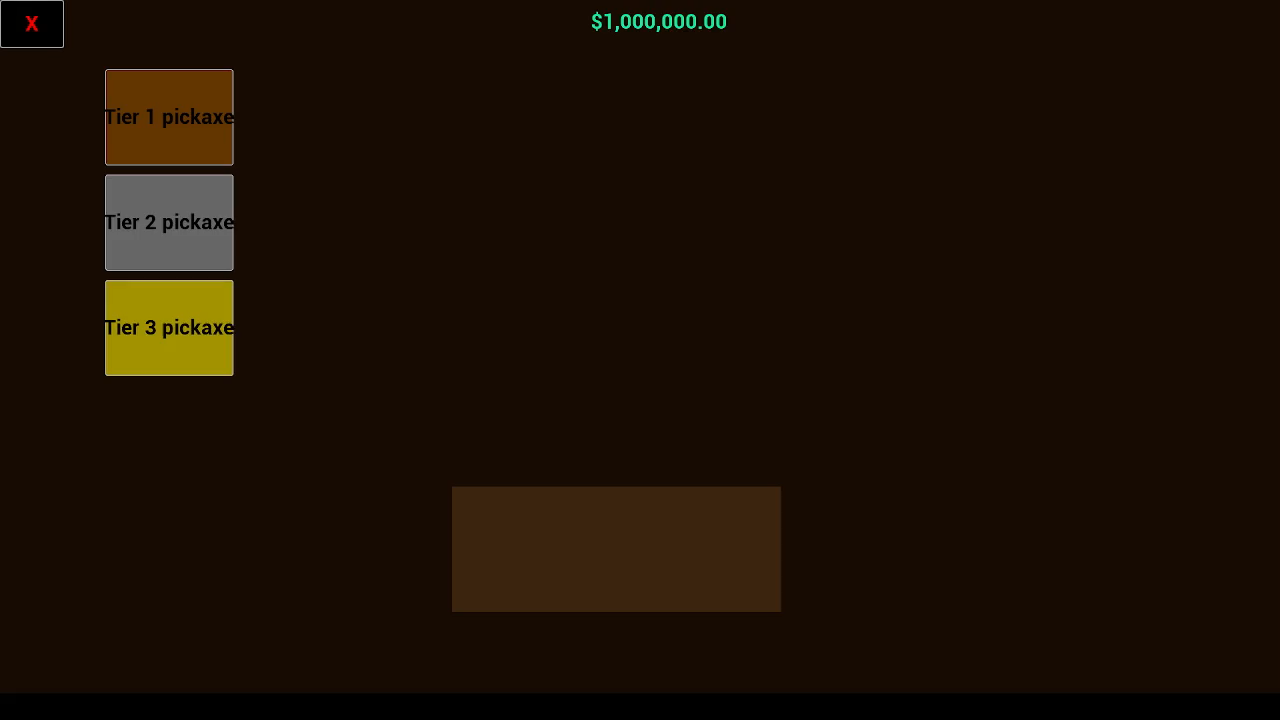 X
$1,000,000.00
Tier 1 pickaxe
Tier 2 pickaxe
Tier 3 pickaxe